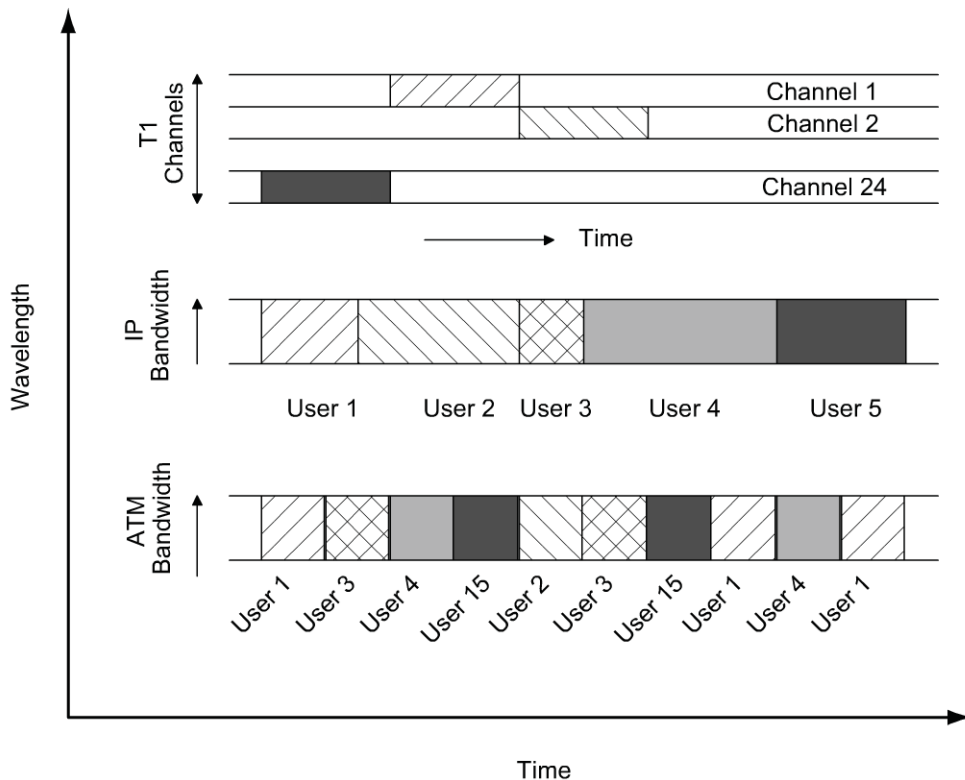 T1
Channels
Channel 1
Channel 2
Channel 24
Time
Wavelength
IP
Bandwidth
User 1
User 2
User 3
User 4
User 5
ATM
Bandwidth
User 1
User 3
User 4
User 15
User 2
User 3
User 15
User 1
User 4
User 1
Time